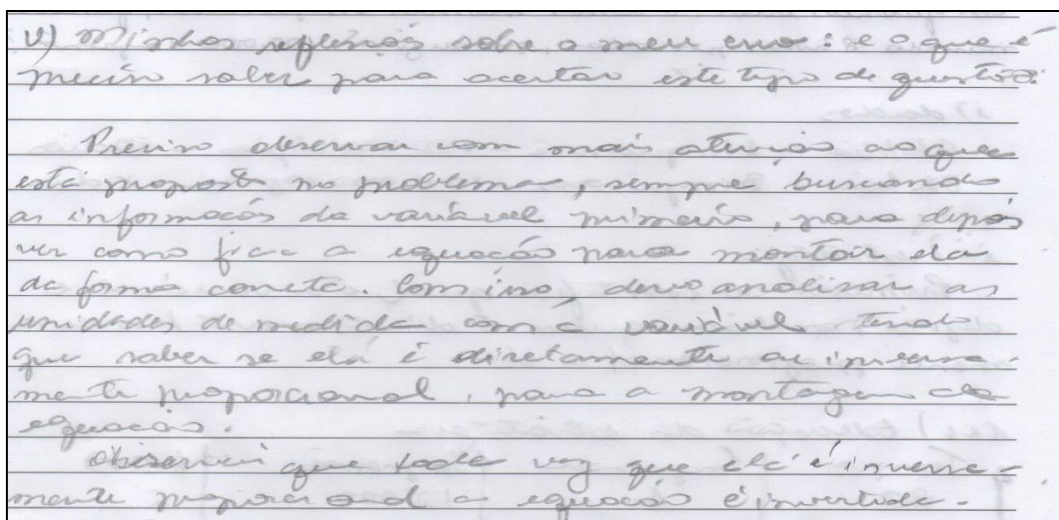 V) Minhas reflexões sobre o meu erro: e o que é
preciso saber para acertar este tipo de questão:
Preciso observar com mais atenção ao que
está proposto no problema, sempre buscando
as informações da variável primeiro, para depois
ver como fica a equação para montar ela
da forma correta. Com isso, devo analisar as
unidades de medida com a variável tendo
que saber se ela é diretamente ou inversa-
mente proporcional, para a montagem da
equação.
Observei que toda vez que ela é inversa-
mente proporcional a equação é invertida.